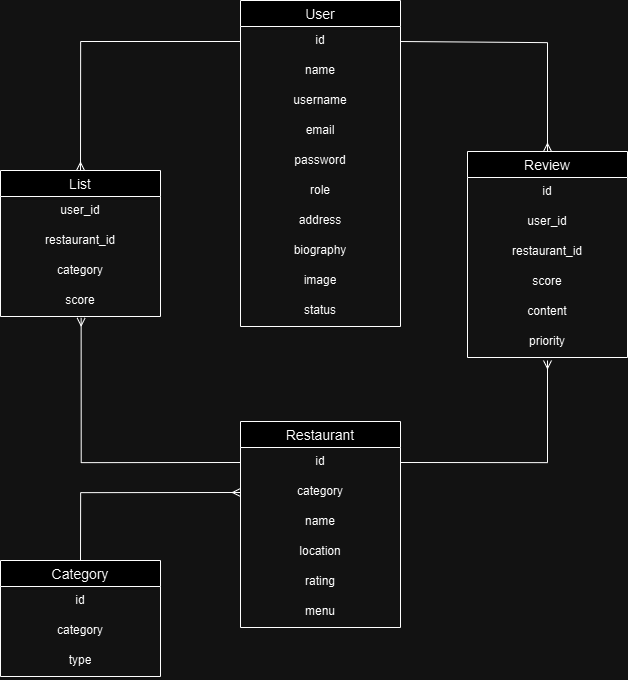 User
id
name
username
email
password
role
address
biography
image
status
List
user_id
restaurant_id
category
score
Review
id
user_id
restaurant_id
score
content
priority
Restaurant
id
category
name
location
rating
menu
Category
id
category
type